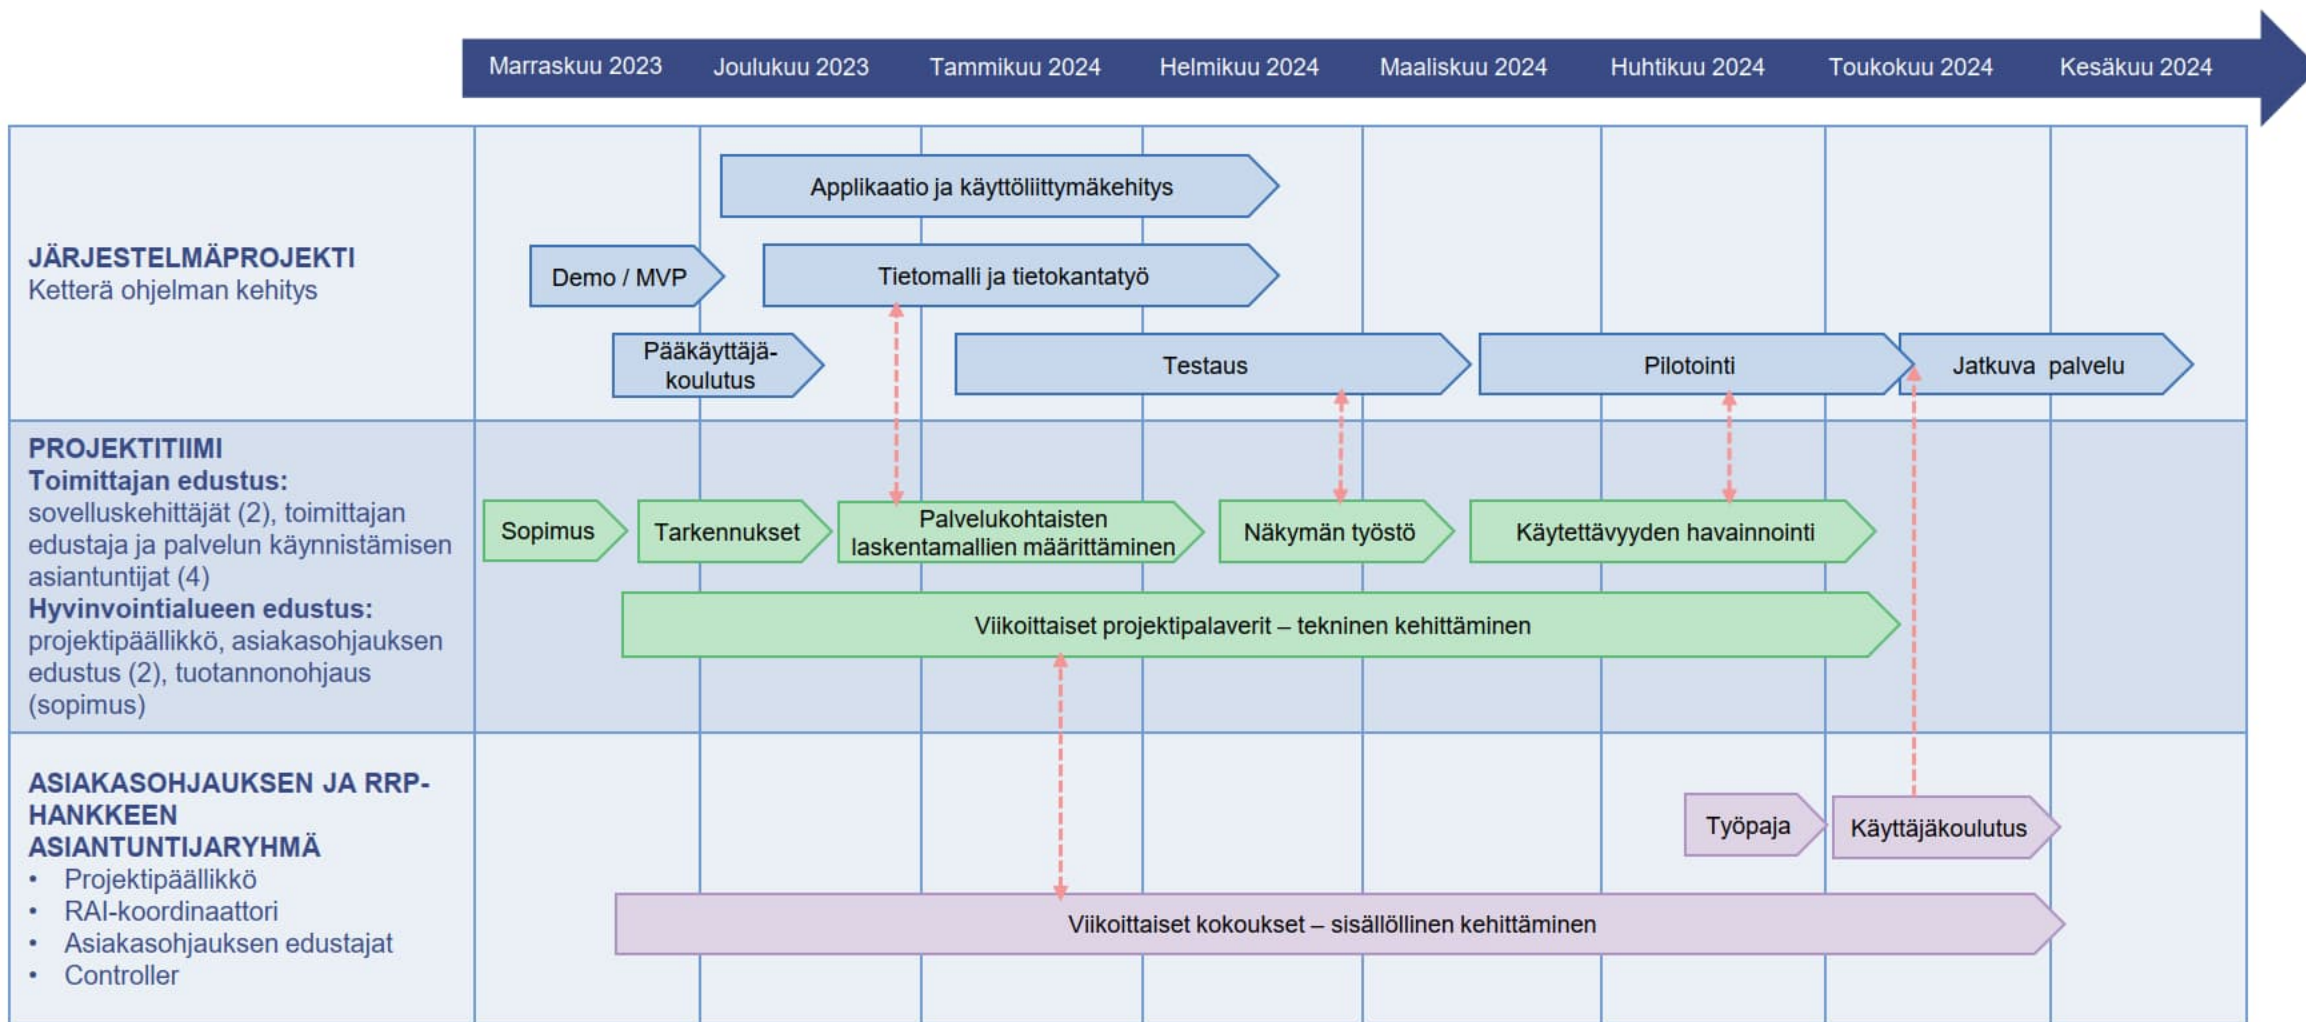 Marraskuu 2023 Joulukuu 2023 Tammikuu 2024 Helmikuu 2024 Maaliskuu 2024 Huhtikuu 2024 Toukokuu 2024 Kesäkuu 2024
JÄRJESTELMÄPROJEKTI
Ketterä ohjelman kehitys
Applikaatio ja käyttöliittymäkehitys
Demo / MVP
Tietomalli ja tietokantatyö
Pääkäyttäjä-
koulutus
Testaus
Pilotointi
Jatkuva palvelu
PROJEKTITIIMI
Toimittajan edustus:
sovelluskehittäjät (2), toimittajan
edustaja ja palvelun käynnistämisen
asiantuntijat (4)
Hyvinvointialueen edustus:
projektipäällikkö, asiakasohjauksen
edustus (2), tuotannonohjaus
(sopimus)
Sopimus
Tarkennukset
Palvelukohtaisten
laskentamallien määrittäminen
Näkymän työstö
Käytettävyyden havainnointi
Viikoittaiset projektipalaverit – tekninen kehittäminen
ASIAKASOHJAUKSEN JA RRP-
HANKKEEN
ASIANTUNTIJARYHMÄ
• Projektipäällikkö
• RAI-koordinaattori
• Asiakasohjauksen edustajat
• Controller
Työpaja
Käyttäjäkoulutus
Viikoittaiset kokoukset – sisällöllinen kehittäminen